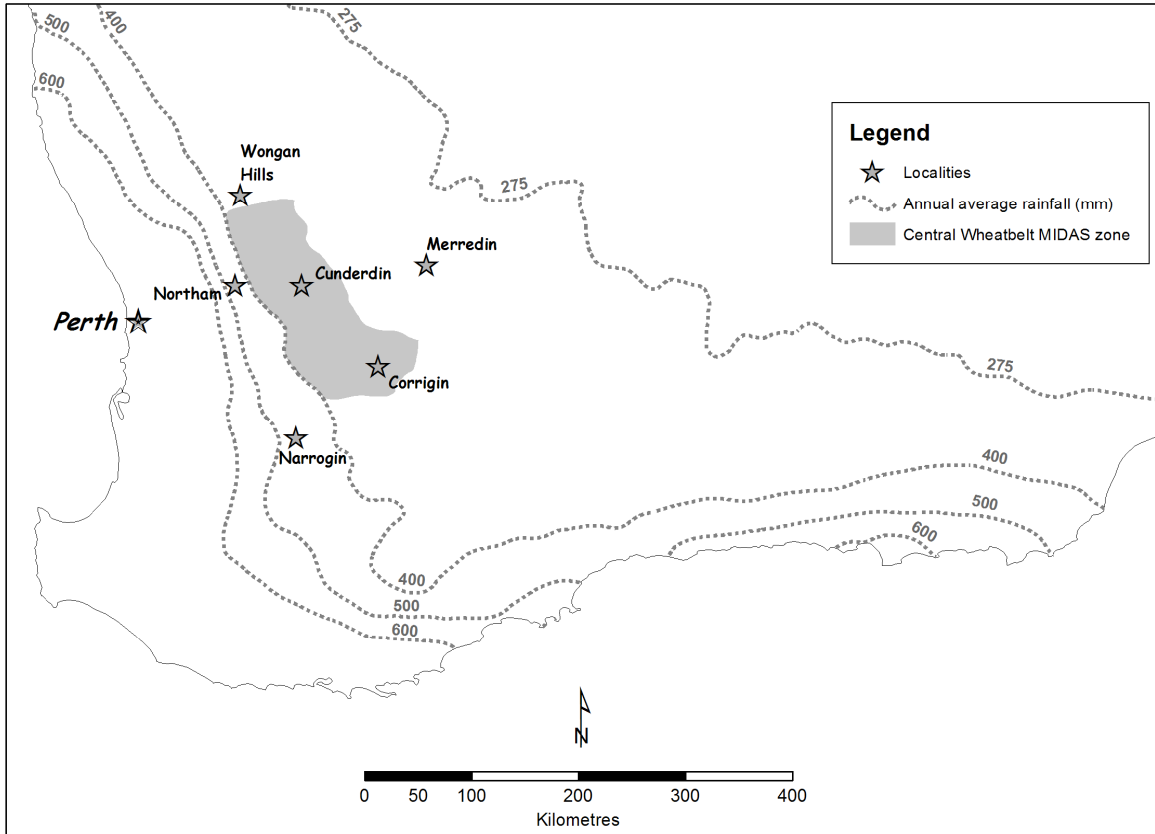 500
400
275
600
Wongan
Hills
275
Merredin
Cunderdin
Northam
Perth
Corrigin
275
Narrogin
400
500
600
400
500
600
Legend
Localities
Annual average rainfall (mm)
Central Wheatbelt MIDAS zone
N
0 50 100 200 300 400
Kilometres